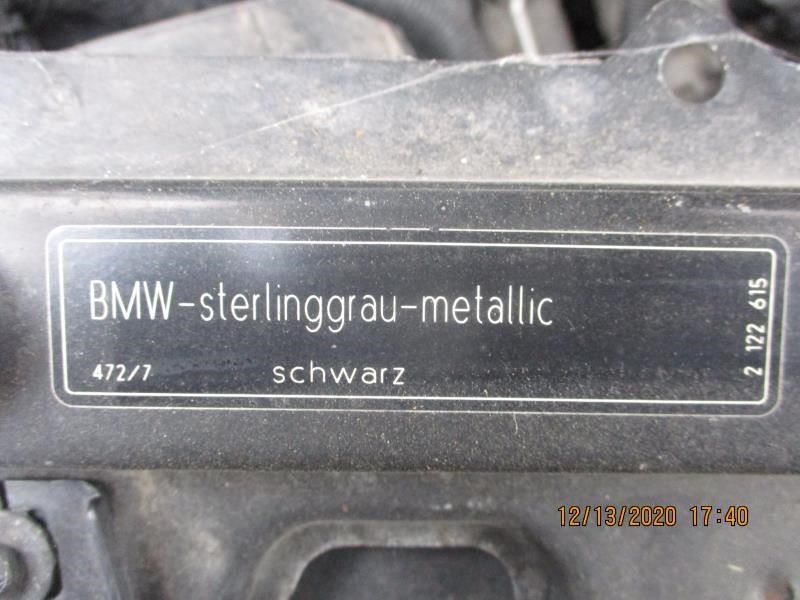 BMW-sterlinggrau-metallic
472/7 schwarz
2 122 615
12/13/2020 17:40